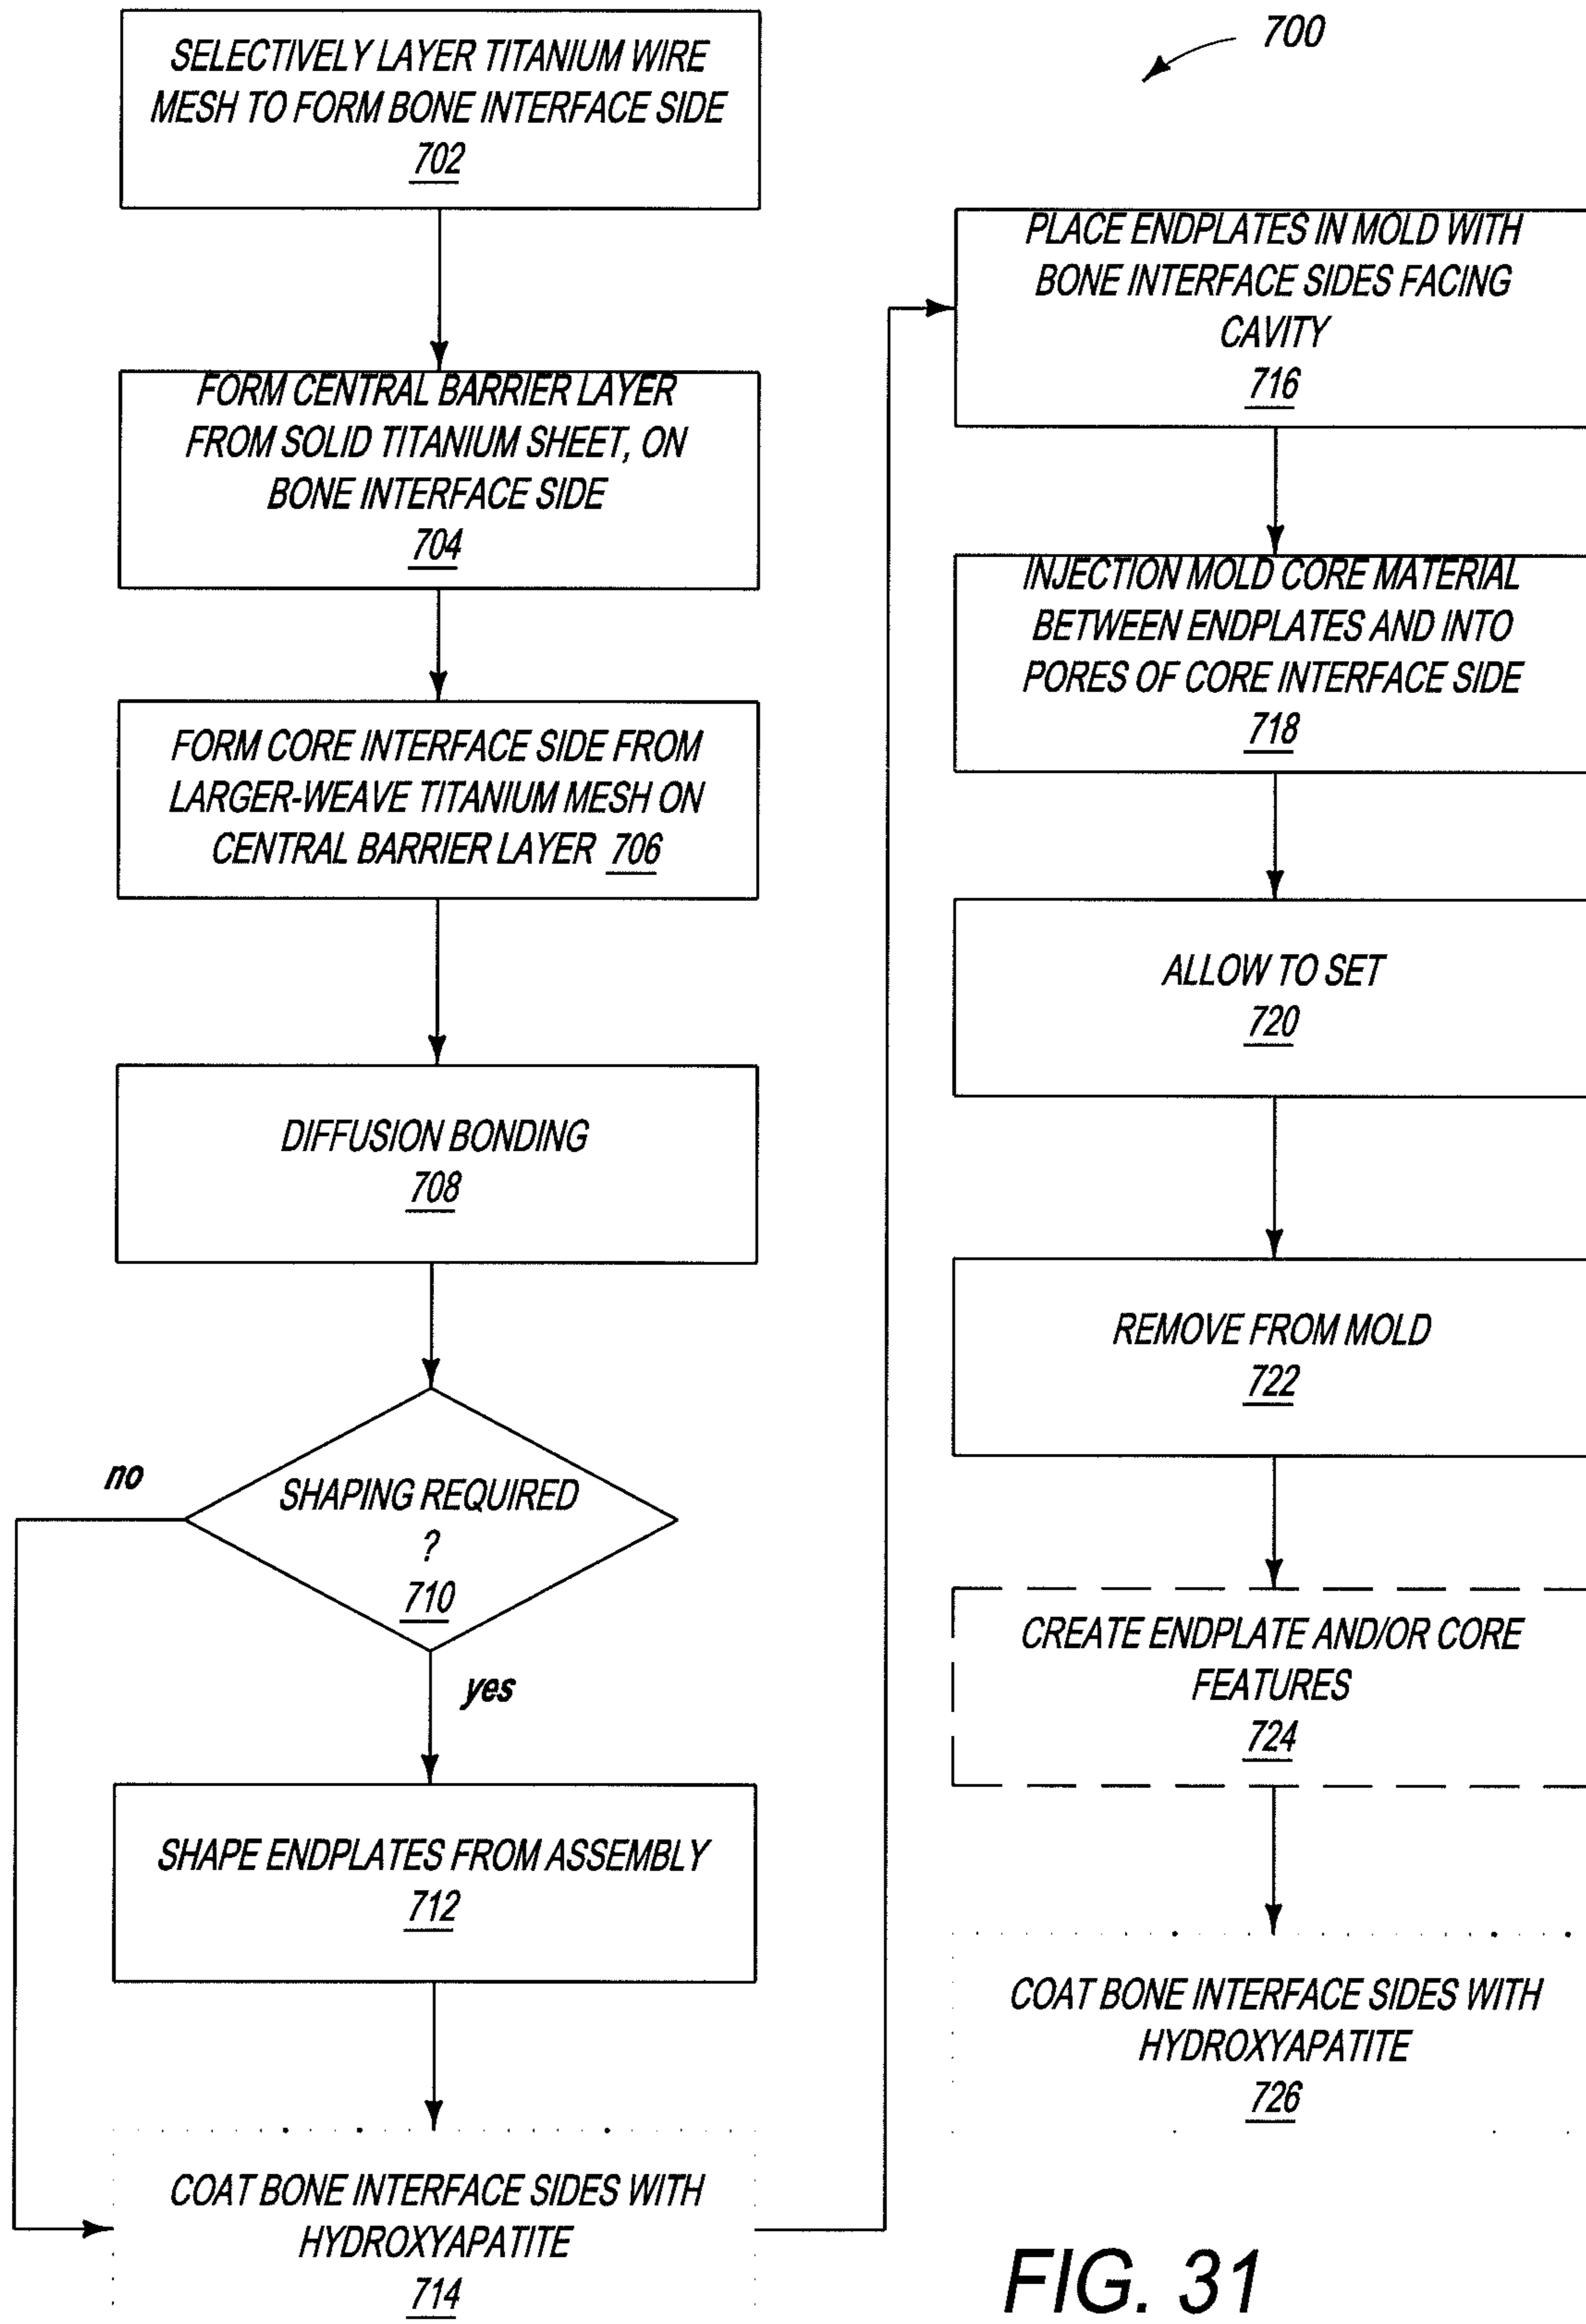 700
SELECTIVELY LAYER TITANIUM WIRE
MESH TO FORM BONE INTERFACE SIDE
702
FORM CENTRAL BARRIER LAYER
FROM SOLID TITANIUM SHEET, ON
BONE INTERFACE SIDE
704
FORM CORE INTERFACE SIDE FROM
LARGER-WEAVE TITANIUM MESH ON
CENTRAL BARRIER LAYER 706
DIFFUSION BONDING
708
no
SHAPING REQUIRED
?
710
yes
SHAPE ENDPLATES FROM ASSEMBLY
712
COAT BONE INTERFACE SIDES WITH
HYDROXYAPATITE
714
PLACE ENDPLATES IN MOLD WITH
BONE INTERFACE SIDES FACING
CAVITY
716
INJECTION MOLD CORE MATERIAL
BETWEEN ENDPLATES AND INTO
PORES OF CORE INTERFACE SIDE
718
ALLOW TO SET
720
REMOVE FROM MOLD
722
CREATE ENDPLATE AND/OR CORE
FEATURES
724
COAT BONE INTERFACE SIDES WITH
HYDROXYAPATITE
726
FIG. 31